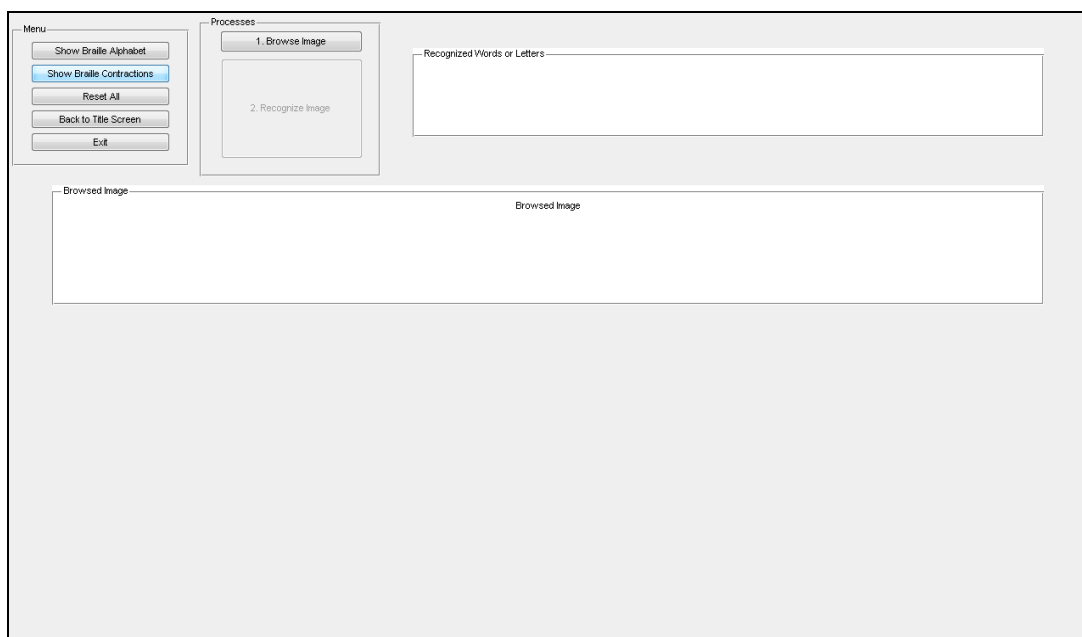 Menu
Show Braille Alphabet
Show Braille Contractions
Reset All
Back to Title Screen
Exit
Processes
1. Browse Image
2. Recognize Image
Recognized Words or Letters
Browsed Image
Browsed Image